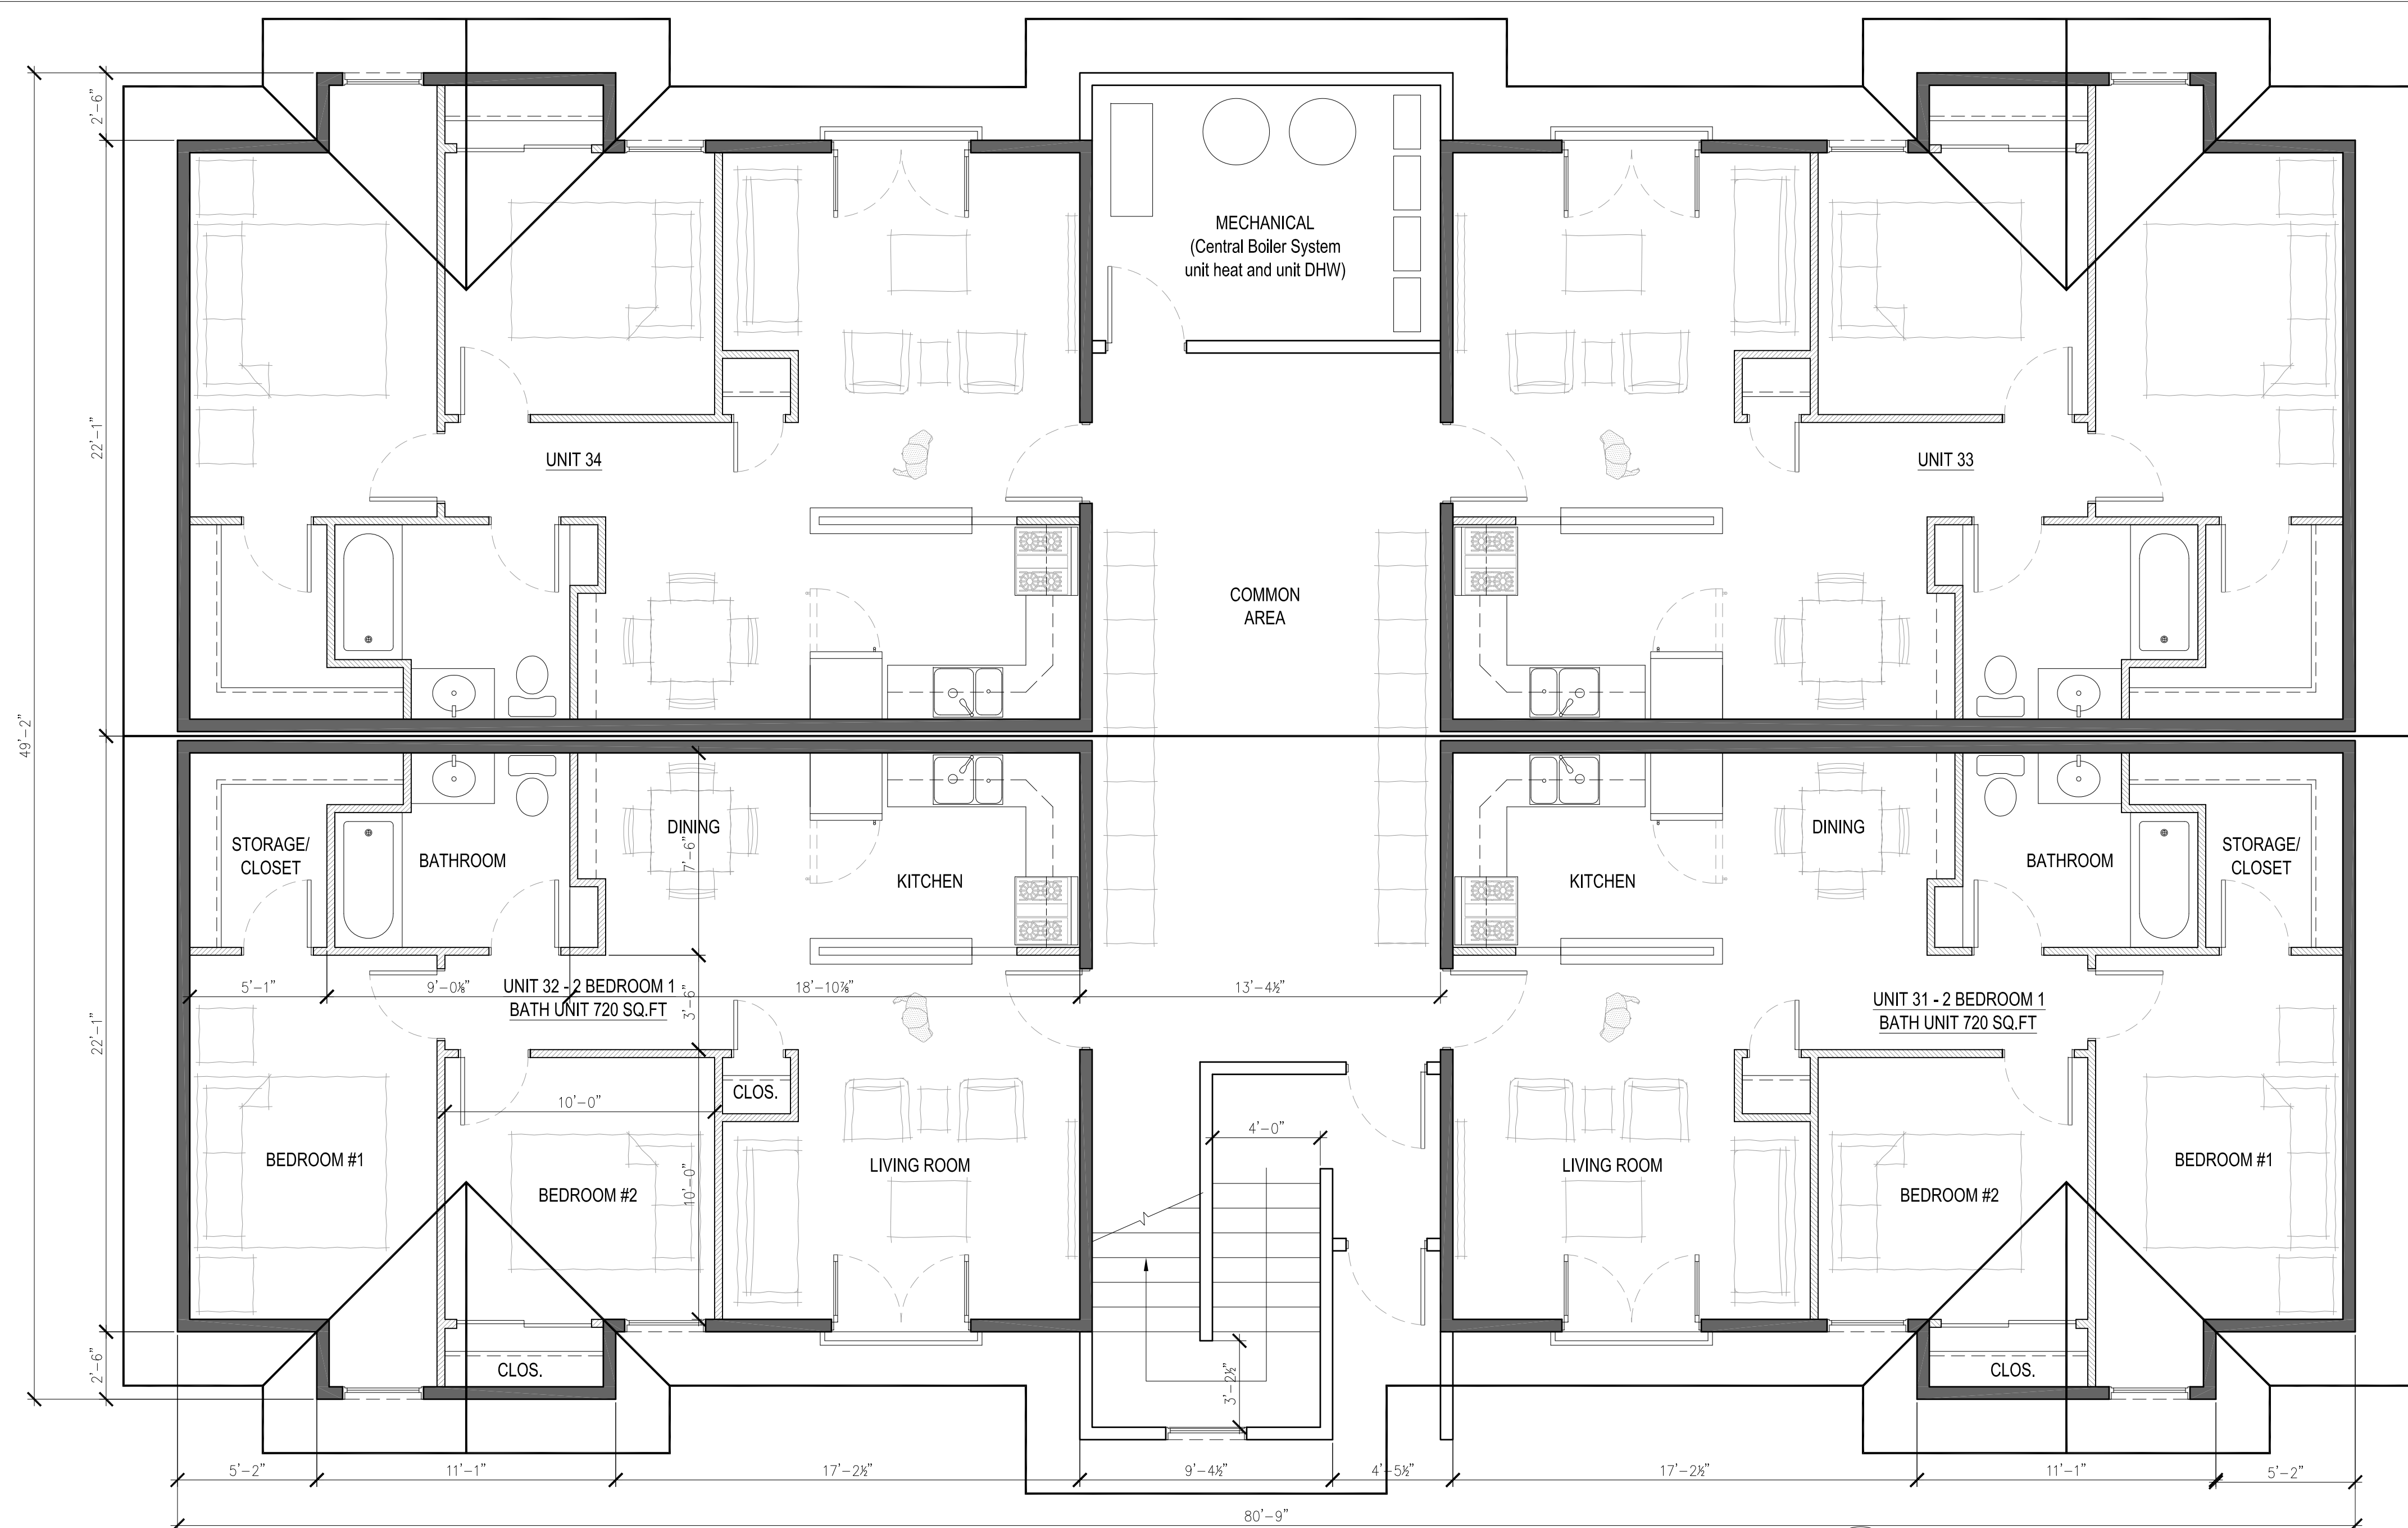 2'-6"
MECHANICAL
(Central Boiler System
unit heat and unit DHW)
22'-1"
UNIT 34
UNIT 33
COMMON
AREA
49'-2"
DINING
DINING
STORAGE/
CLOSET
BATHROOM
7'-6"
KITCHEN
KITCHEN
BATHROOM
STORAGE/
CLOSET
5'-1"
9'-0⅛"
UNIT 32 - 2 BEDROOM 1
BATH UNIT 720 SQ.FT
18'-10⅞"
13'-4½"
UNIT 31 - 2 BEDROOM 1
BATH UNIT 720 SQ.FT
3'-6"
22'-1"
CLOS.
10'-0"
4'-0"
BEDROOM #1
LIVING ROOM
LIVING ROOM
BEDROOM #1
10'-0"
BEDROOM #2
BEDROOM #2
2'-6"
CLOS.
3'-2½"
CLOS.
5'-2"
11'-1"
17'-2½"
9'-4½"
4'-5½"
17'-2½"
11'-1"
5'-2"
80'-9"